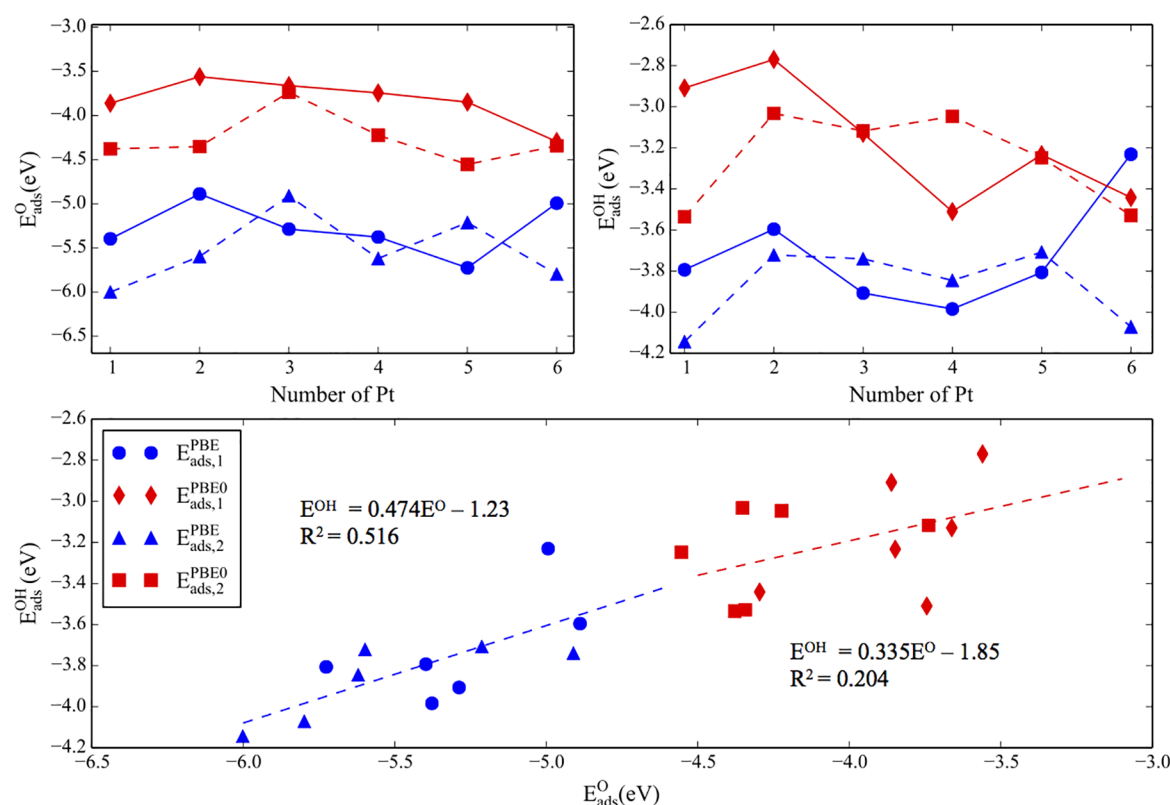 −3.0
−3.5
−4.0
−4.5
−5.0
−5.5
−6.0
−6.5
E^O_ads(eV)
1 2 3 4 5 6
Number of Pt
−2.6
−2.8
−3.0
−3.2
−3.4
−3.6
−3.8
−4.0
−4.2
E^OH_ads (eV)
1 2 3 4 5 6
Number of Pt
−2.6
−2.8
−3.0
−3.2
−3.4
−3.6
−3.8
−4.0
−4.2
E^OH_ads (eV)
E^PBE_ads,1
E^PBE0_ads,1
E^PBE_ads,2
E^PBE0_ads,2
E^OH = 0.474E^O – 1.23
R² = 0.516
E^OH = 0.335E^O – 1.85
R² = 0.204
−6.5 −6.0 −5.5 −5.0 −4.5 −4.0 −3.5 −3.0
E^O_ads(eV)